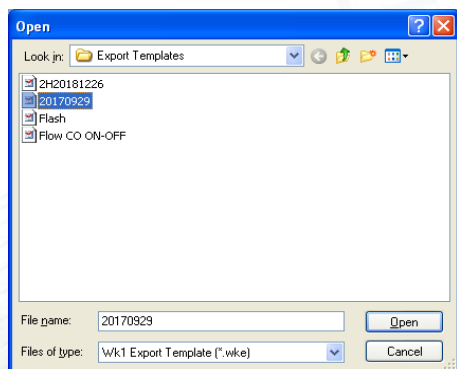 Open
Look in: Export Templates
2H20181226
20170929
Flash
Flow CO ON-OFF
File name: 20170929 Open
Files of type: Wk1 Export Template (*.wke) Cancel